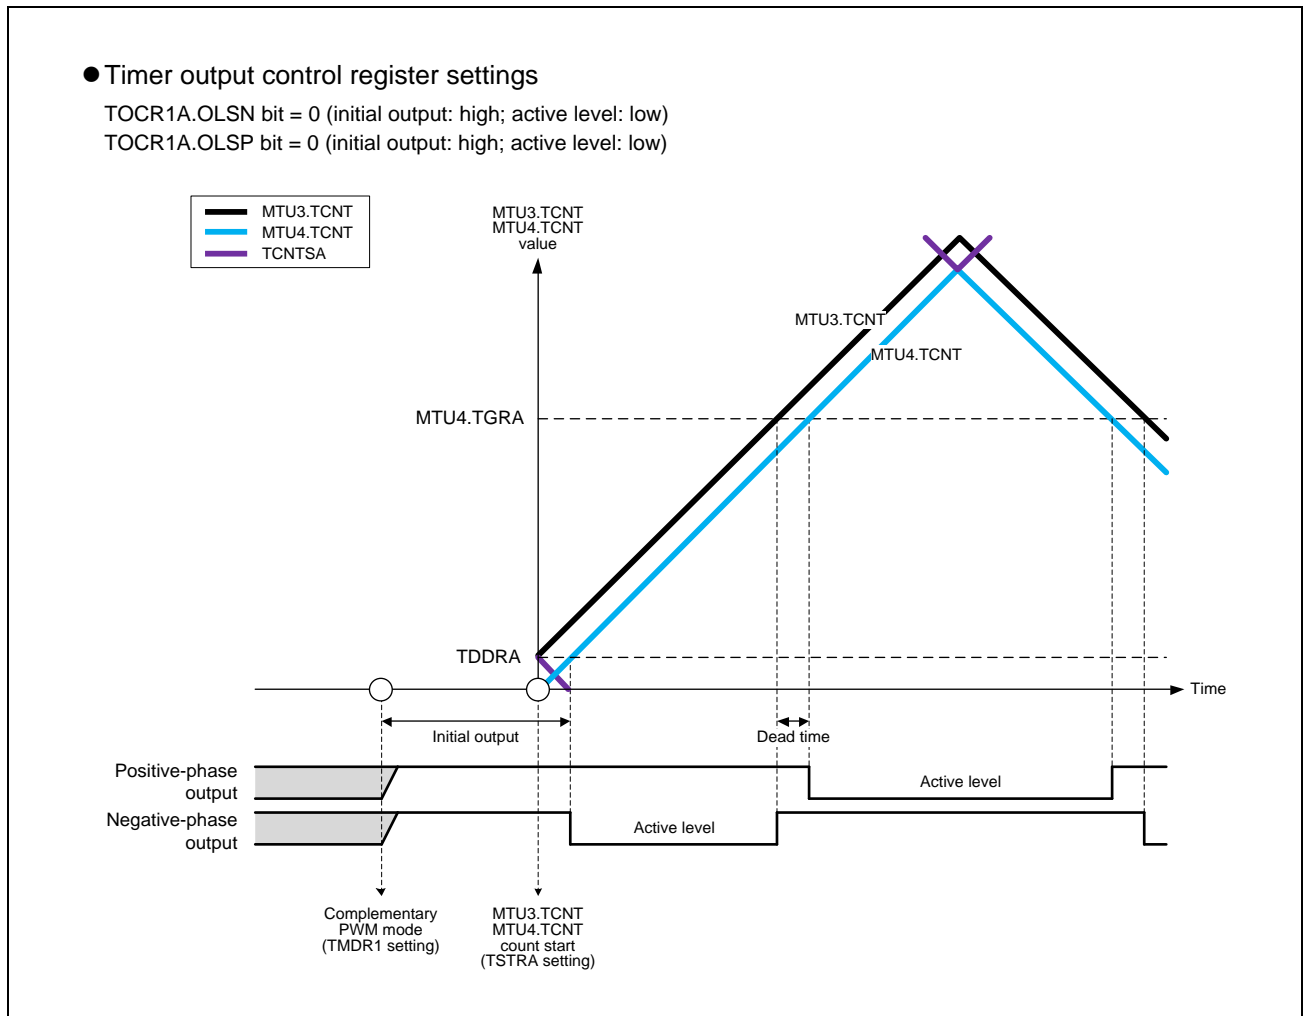 ● Timer output control register settings
TOCR1A.OLSN bit = 0 (initial output: high; active level: low)
TOCR1A.OLSP bit = 0 (initial output: high; active level: low)
MTU3.TCNT
MTU4.TCNT
TCNTSA
MTU3.TCNT
MTU4.TCNT
value
MTU3.TCNT
MTU4.TCNT
MTU4.TGRA
TDDRA
Time
Initial output
Dead time
Positive-phase
output
Active level
Negative-phase
output
Active level
Complementary
PWM mode
(TMDR1 setting)
MTU3.TCNT
MTU4.TCNT
count start
(TSTRA setting)